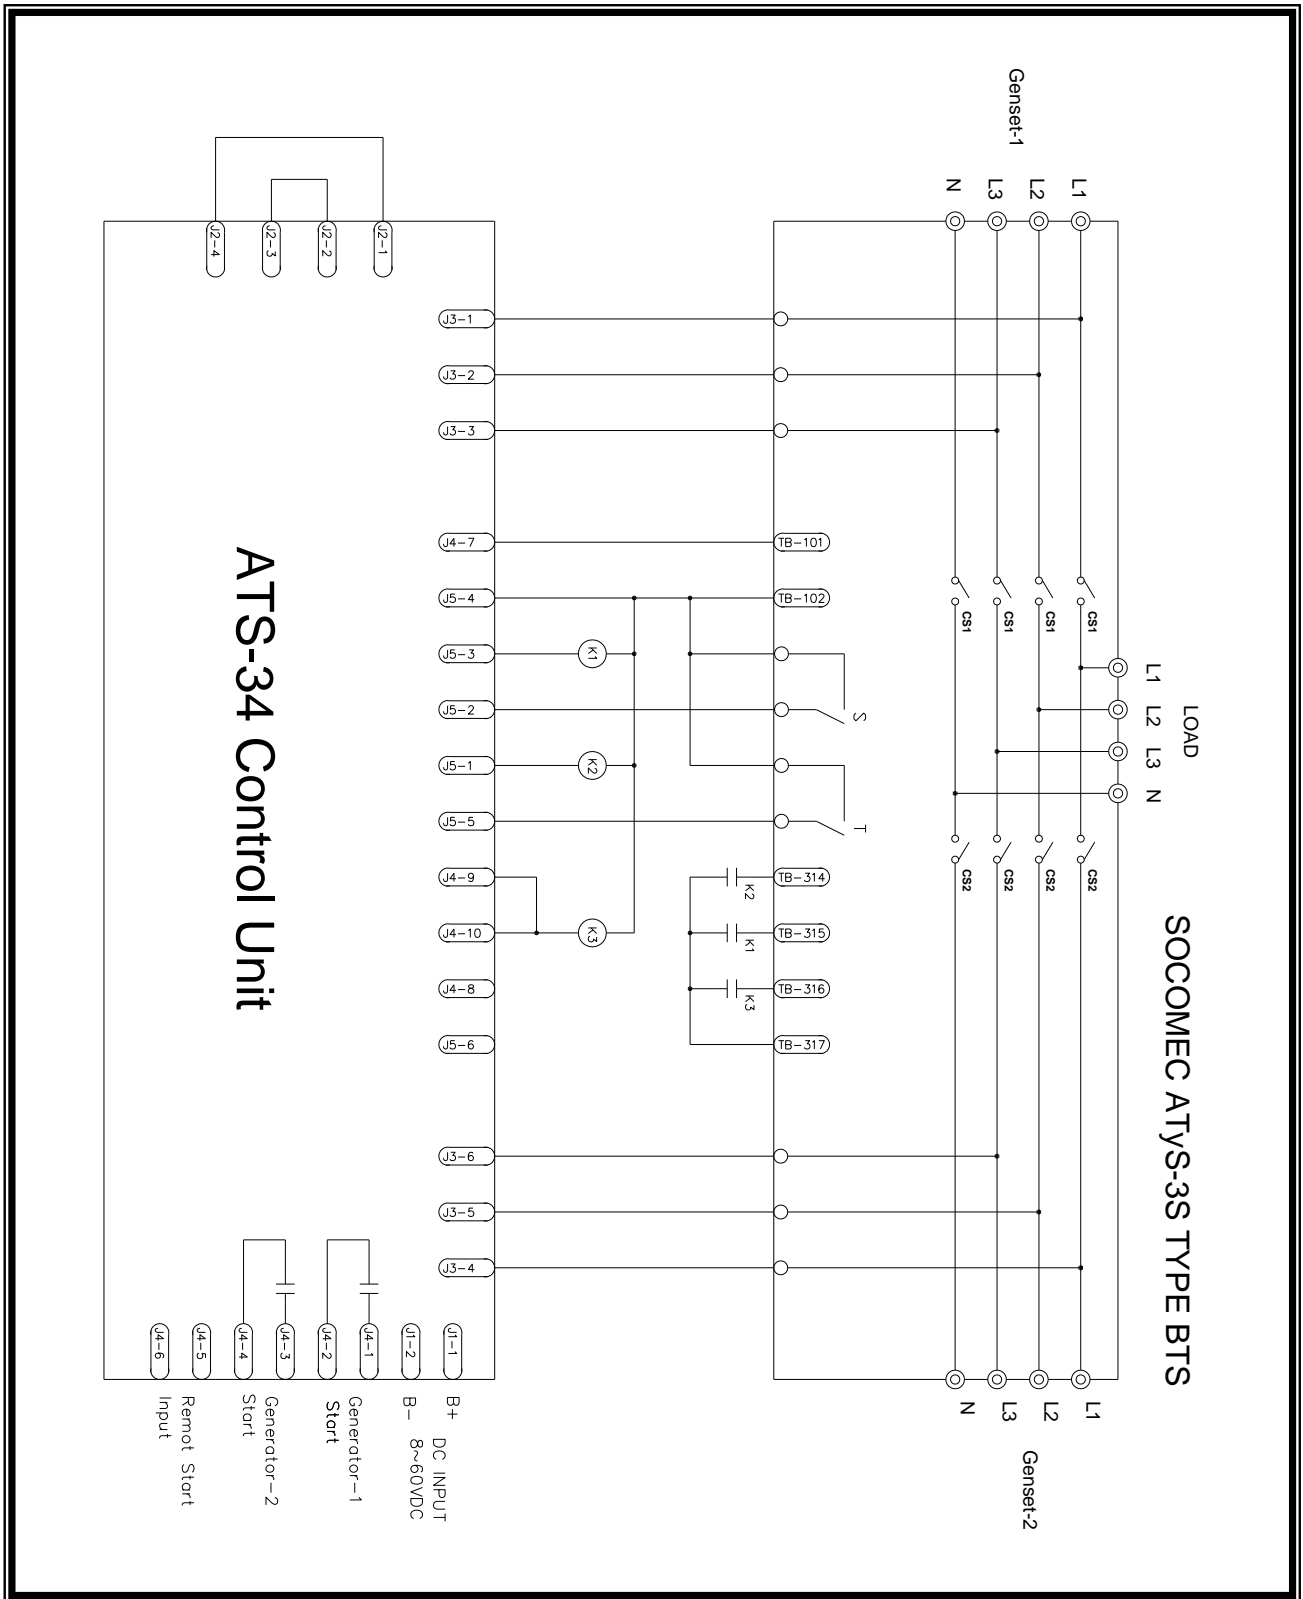 SOCOMEC ATyS-3S TYPE BTS
LOAD
L1 L2 L3 N
Genset-1
L1
L2
L3
N
Genset-2
L1
L2
L3
N
CS1
CS1
CS1
CS1
CS2
CS2
CS2
CS2
S
T
TB-101
TB-102
TB-314
TB-315
TB-316
TB-317
K2
K1
K3
K1
K2
K3
J3-1
J3-2
J3-3
J4-7
J5-4
J5-3
J5-2
J5-1
J5-5
J4-9
J4-10
J4-8
J5-6
J3-6
J3-5
J3-4
J2-1
J2-2
J2-3
J2-4
ATS-34 Control Unit
J1-1
J1-2
J4-1
J4-2
J4-3
J4-4
J4-5
J4-6
B+ DC INPUT
B- 8~60VDC
Generator-1
Start
Generator-2
Start
Remot Start
Input